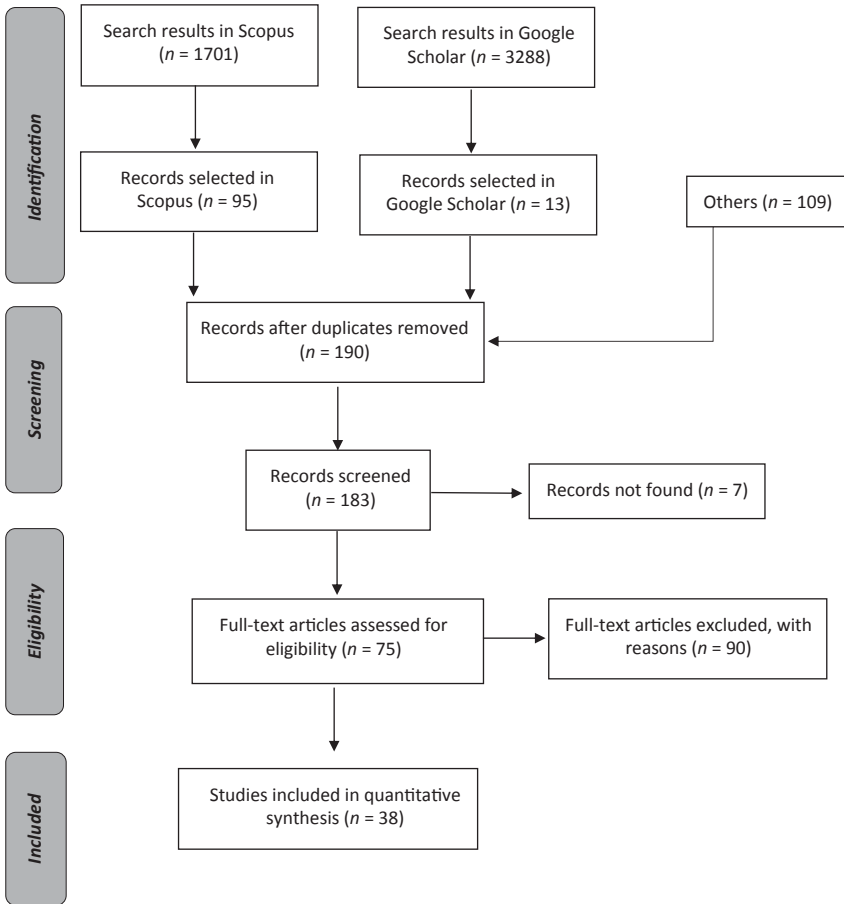 Identification
Search results in Scopus
(n = 1701)
Search results in Google
Scholar (n = 3288)
Records selected in
Scopus (n = 95)
Records selected in
Google Scholar (n = 13)
Others (n = 109)
Screening
Records after duplicates removed
(n = 190)
Records screened
(n = 183)
Records not found (n = 7)
Eligibility
Full-text articles assessed for
eligibility (n = 75)
Full-text articles excluded, with
reasons (n = 90)
Included
Studies included in quantitative
synthesis (n = 38)